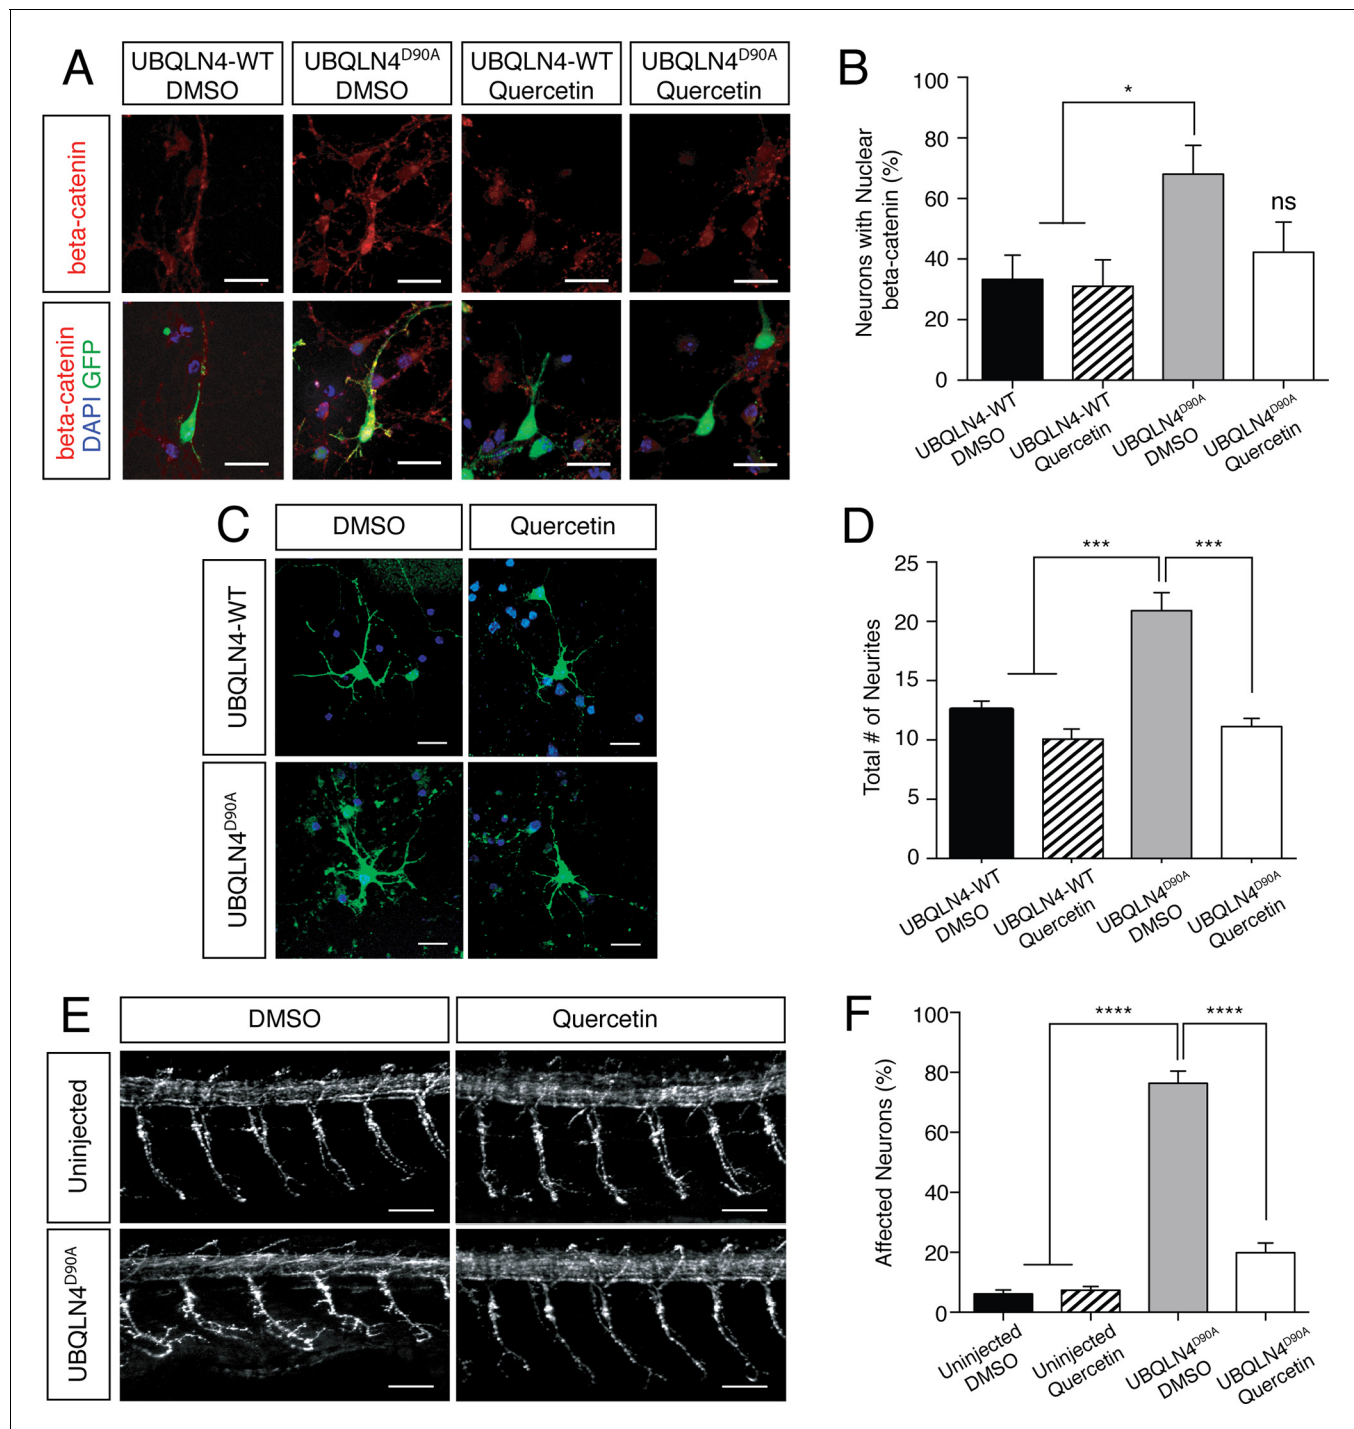 A
UBQLN4-WT
DMSO
UBQLN4D90A
DMSO
UBQLN4-WT
Quercetin
UBQLN4D90A
Quercetin
beta-catenin
beta-catenin
DAPI GFP
B
Neurons with Nuclear
beta-catenin (%)
100
80
60
40
20
0
*
ns
UBQLN4-WT
DMSO
UBQLN4-WT
Quercetin
UBQLN4D90A
DMSO
UBQLN4D90A
Quercetin
C
DMSO
Quercetin
UBQLN4-WT
UBQLN4D90A
D
Total # of Neurites
25
20
15
10
5
0
***
***
UBQLN4-WT
DMSO
UBQLN4-WT
Quercetin
UBQLN4D90A
DMSO
UBQLN4D90A
Quercetin
E
DMSO
Quercetin
Uninjected
UBQLN4D90A
F
Affected Neurons (%)
100
80
60
40
20
0
****
****
Uninjected
DMSO
Uninjected
Quercetin
UBQLN4D90A
DMSO
UBQLN4D90A
Quercetin